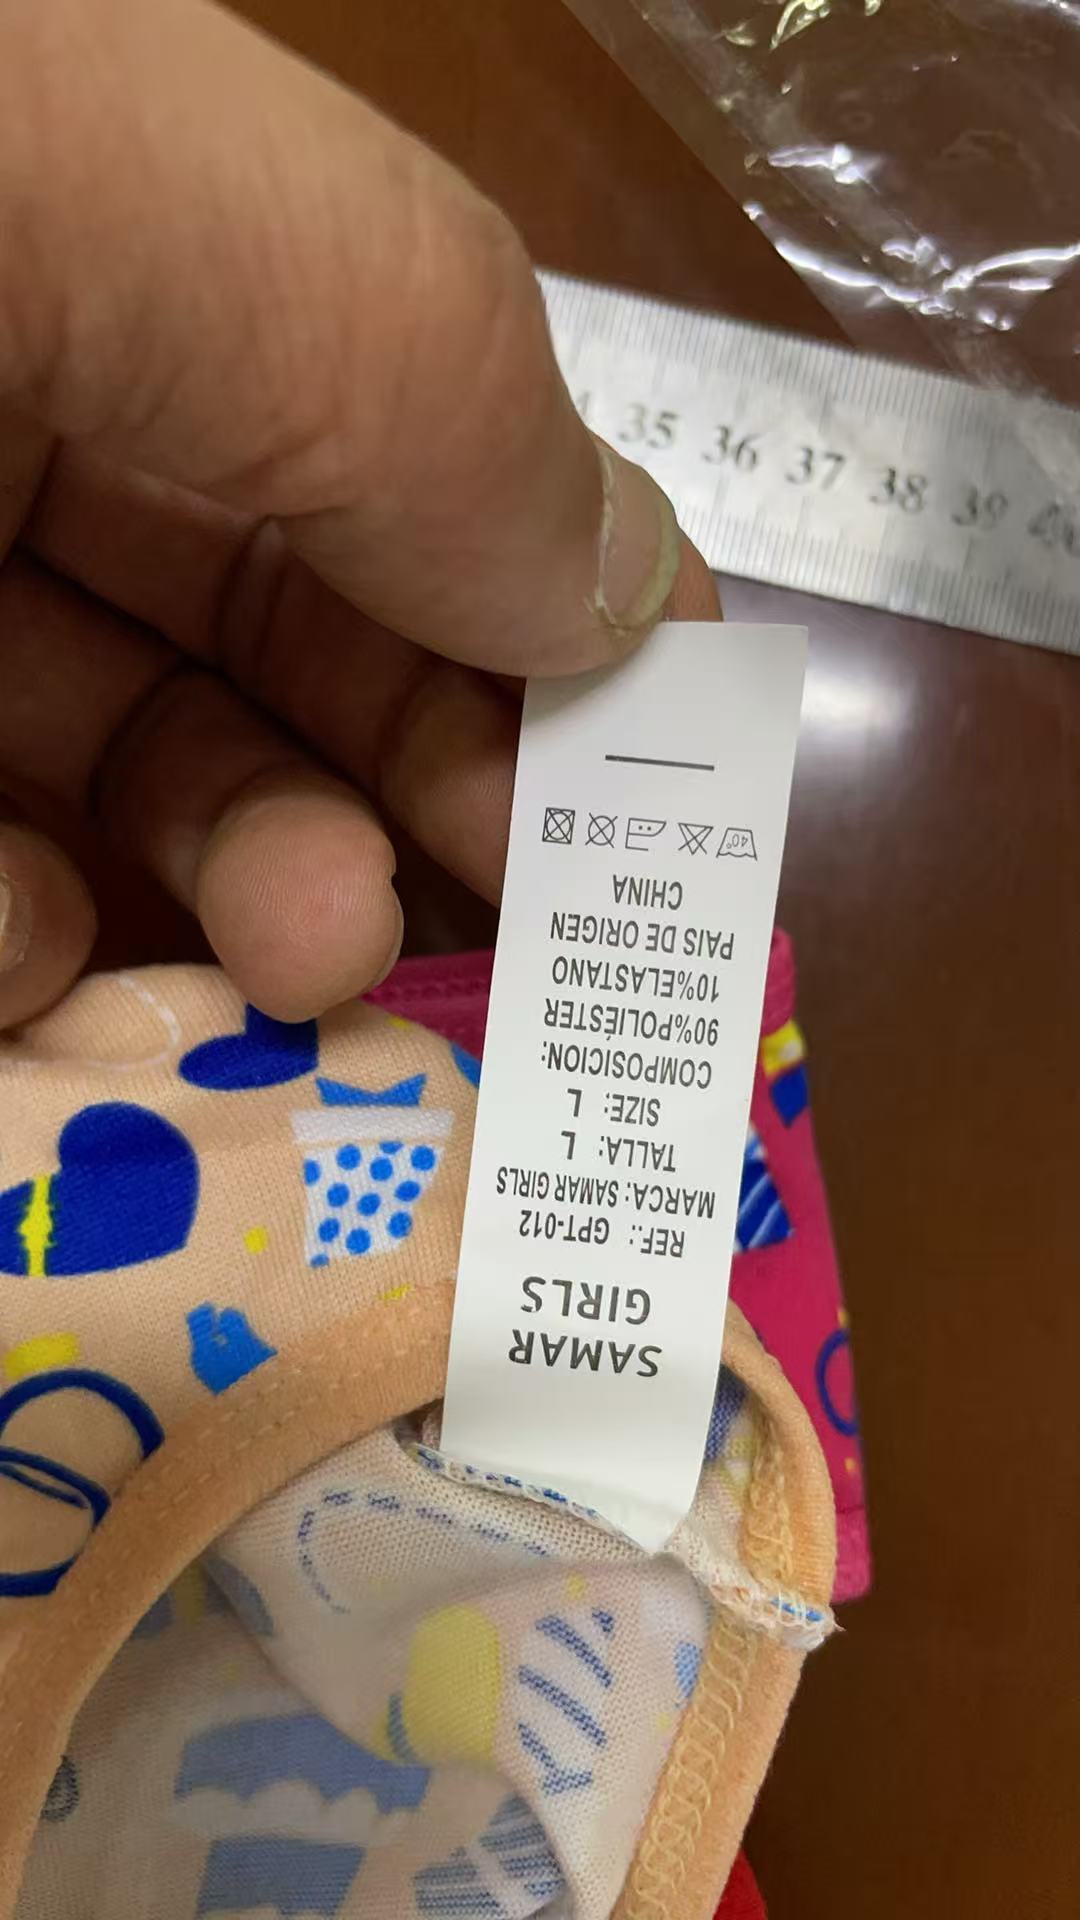 SAMAR
GIRLS
REF.: GPT-012
MARCA: SAMAR GIRLS
TALLA: L
SIZE: L
COMPOSICION:
90%POLIÉSTER
10%ELASTANO
PAIS DE ORIGEN
CHINA
40°
35 36 37 38 39